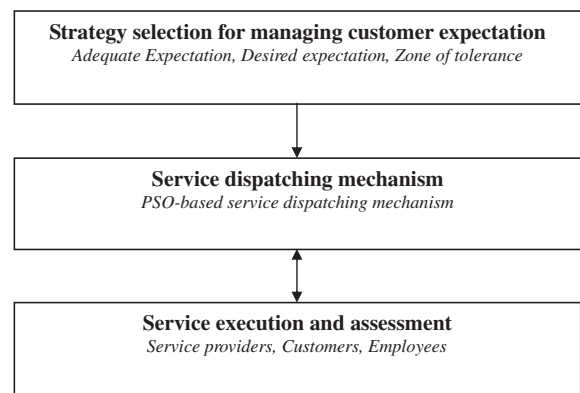 Strategy selection for managing customer expectation
Adequate Expectation, Desired expectation, Zone of tolerance
Service dispatching mechanism
PSO-based service dispatching mechanism
Service execution and assessment
Service providers, Customers, Employees